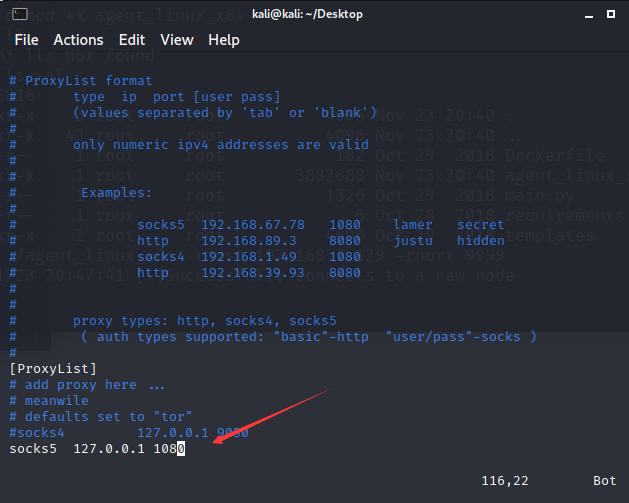 kali@kali: ~/Desktop
File Actions Edit View Help
# ProxyList format
# type ip port [user pass]
# (values separated by 'tab' or 'blank')
#
# only numeric ipv4 addresses are valid
#
#
# Examples:
#
# socks5 192.168.67.78 1080 lamer secret
# http 192.168.89.3 8080 justu hidden
# socks4 192.168.1.49 1080
# http 192.168.39.93 8080
#
#
# proxy types: http, socks4, socks5
# ( auth types supported: "basic"-http "user/pass"-socks )
#
[ProxyList]
# add proxy here ...
# meanwile
# defaults set to "tor"
#socks4 127.0.0.1 9050
socks5 127.0.0.1 1080
116,22 Bot